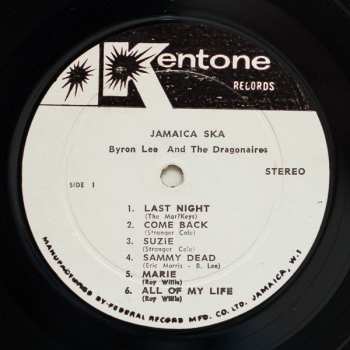 Kentone
RECORDS
JAMAICA SKA
Byron Lee And The Dragonaires
SIDE 1
STEREO
1. LAST NIGHT
(The Mar?Keys)
2. COME BACK
(Stranger Cole)
3. SUZIE
(Stranger Cole)
4. SAMMY DEAD
(Eric Morris - B. Lee)
5. MARIE
(Roy Willis)
6. ALL OF MY LIFE
(Roy Willis)
MANUFACTURED BY-FEDERAL RECORD MFG. CO. LTD. JAMAICA, W.I